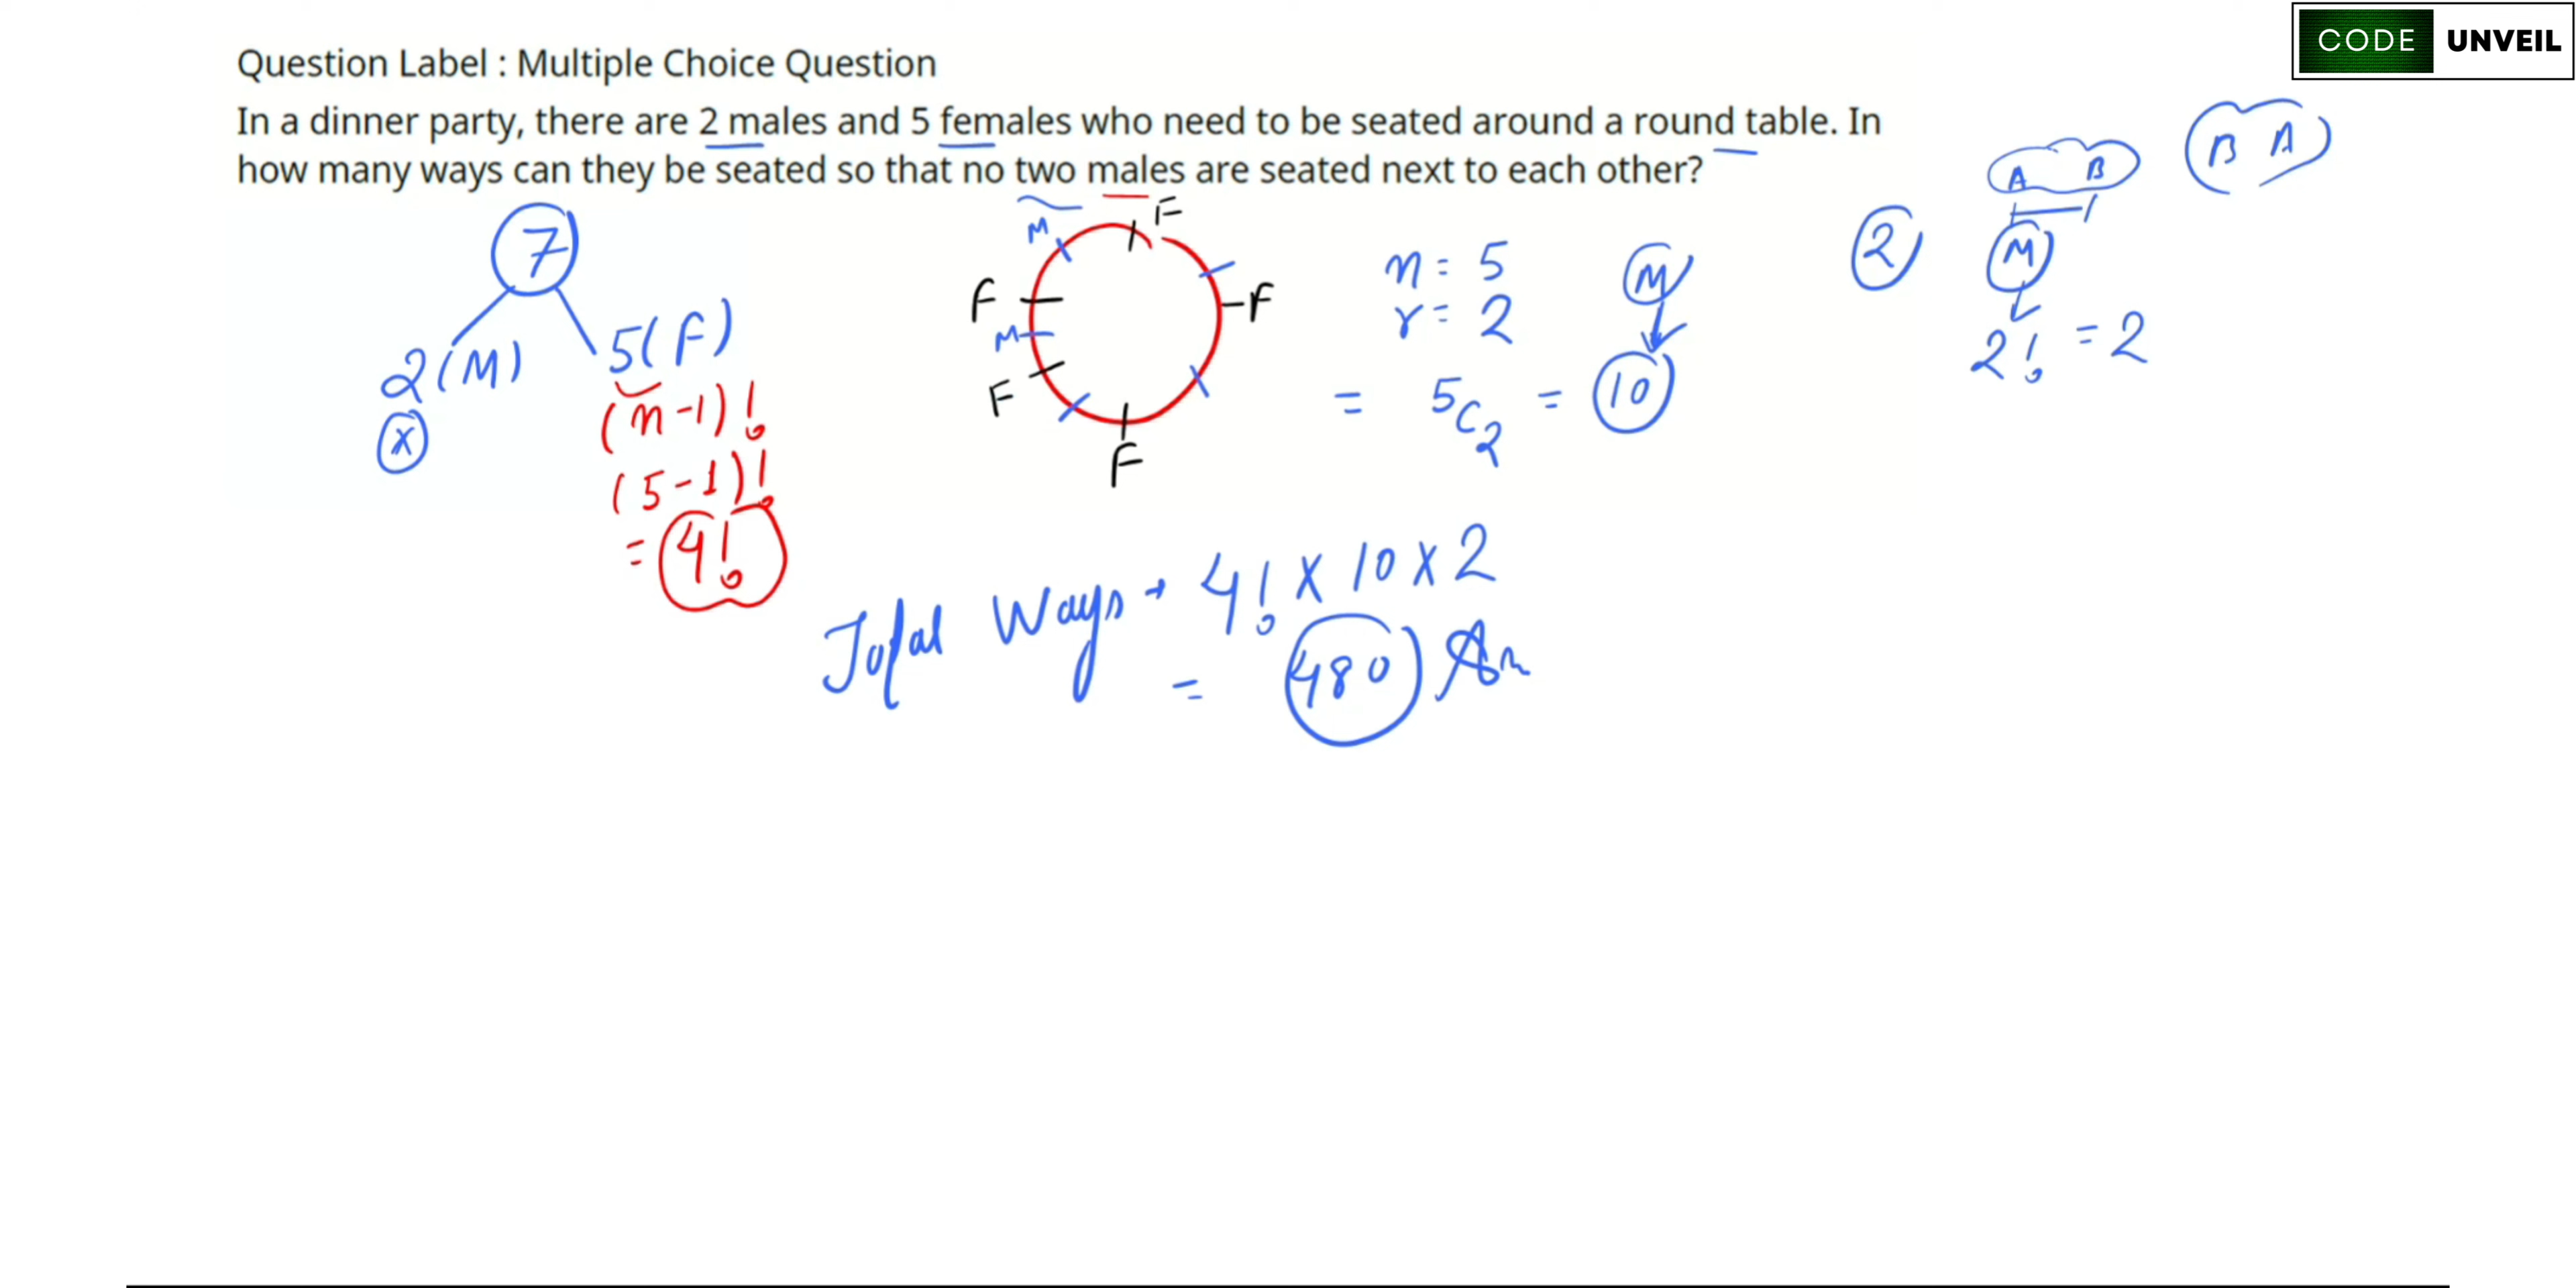 CODE UNVEIL
Question Label : Multiple Choice Question
In a dinner party, there are 2 males and 5 females who need to be seated around a round table. In
how many ways can they be seated so that no two males are seated next to each other?
7
2(M) 5(F)
x
(n-1)!
(5-1)!
= 4!
M F
F F
M
F
F
n = 5
r = 2
= 5C2 = 10
M
2
A B
B A
M
2! = 2
Total Ways → 4! x 10 x 2
= 480 An